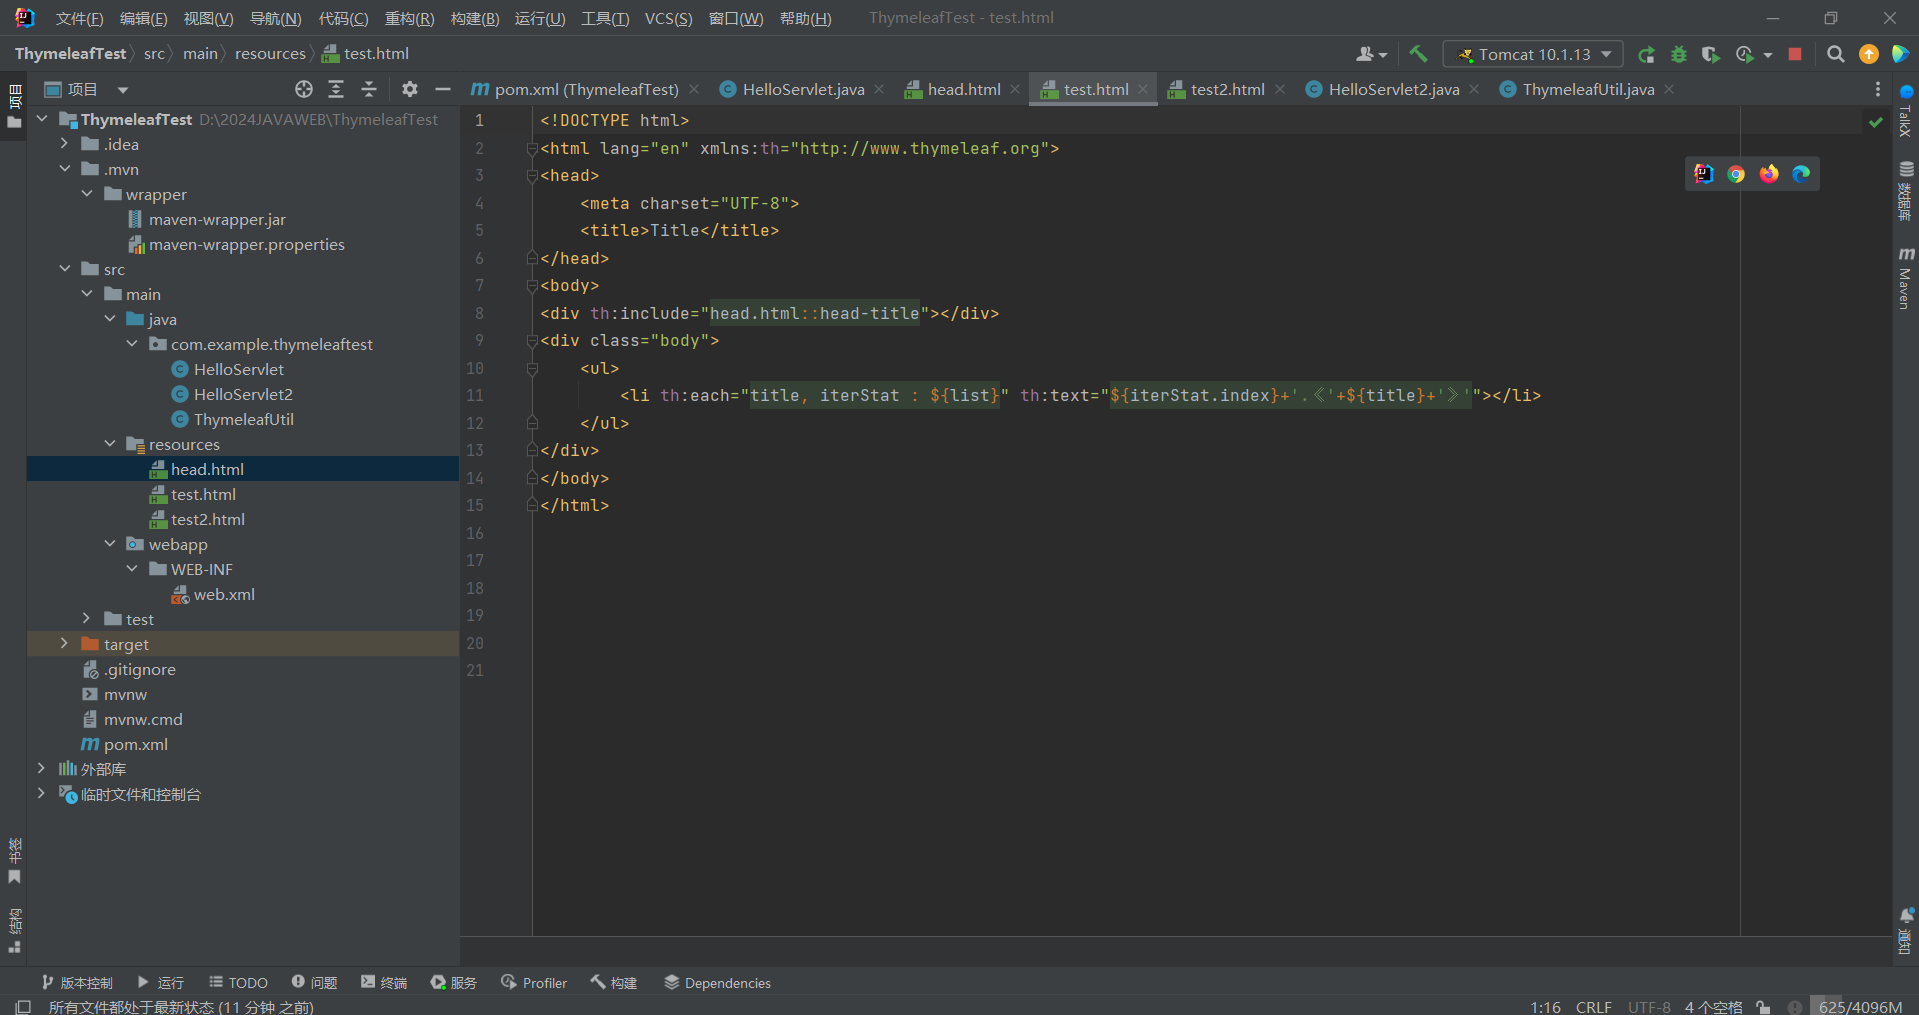 文件(F) 编辑(E) 视图(V) 导航(N) 代码(C) 重构(R) 构建(B) 运行(U) 工具(T) VCS(S) 窗口(W) 帮助(H) ThymeleafTest - test.html
ThymeleafTest src main resources test.html Tomcat 10.1.13
项目 pom.xml (ThymeleafTest) HelloServlet.java head.html test.html test2.html HelloServlet2.java ThymeleafUtil.java
项目
ThymeleafTest D:\2024JAVAWEB\ThymeleafTest
.idea
.mvn
wrapper
maven-wrapper.jar
maven-wrapper.properties
src
main
java
com.example.thymeleaftest
HelloServlet
HelloServlet2
ThymeleafUtil
resources
head.html
test.html
test2.html
webapp
WEB-INF
web.xml
test
target
.gitignore
mvnw
mvnw.cmd
pom.xml
外部库
临时文件和控制台
书签
结构
1 <!DOCTYPE html>
2 <html lang="en" xmlns:th="http://www.thymeleaf.org">
3 <head>
4 <meta charset="UTF-8">
5 <title>Title</title>
6 </head>
7 <body>
8 <div th:include="head.html::head-title"></div>
9 <div class="body">
10 <ul>
11 <li th:each="title, iterStat : ${list}" th:text="${iterStat.index}+'.《'+${title}+'》'"></li>
12 </ul>
13 </div>
14 </body>
15 </html>
16
17
18
19
20
21
TalkX
数据库
Maven
通知
版本控制 运行 TODO 问题 终端 服务 Profiler 构建 Dependencies
所有文件都处于最新状态 (11 分钟 之前) 1:16 CRLF UTF-8 4 个空格 625/4096M